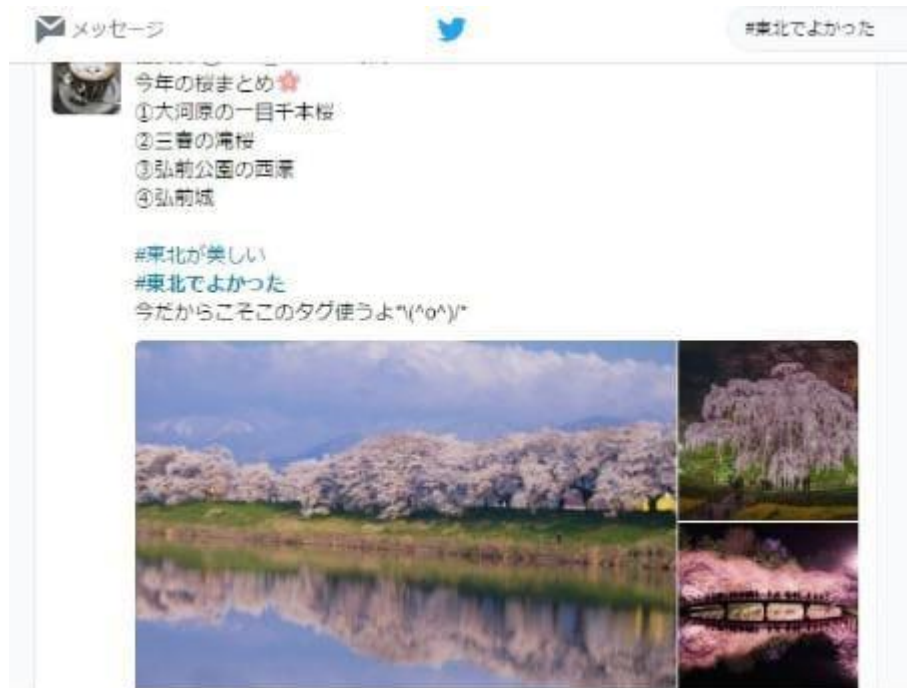 メッセージ
#東北でよかった
今年の桜まとめ🌸
①大河原の一目千本桜
②三春の滝桜
③弘前公園の西濠
④弘前城
#東北が美しい
#東北でよかった
今だからこそこのタグ使うよ*\(^o^)/*